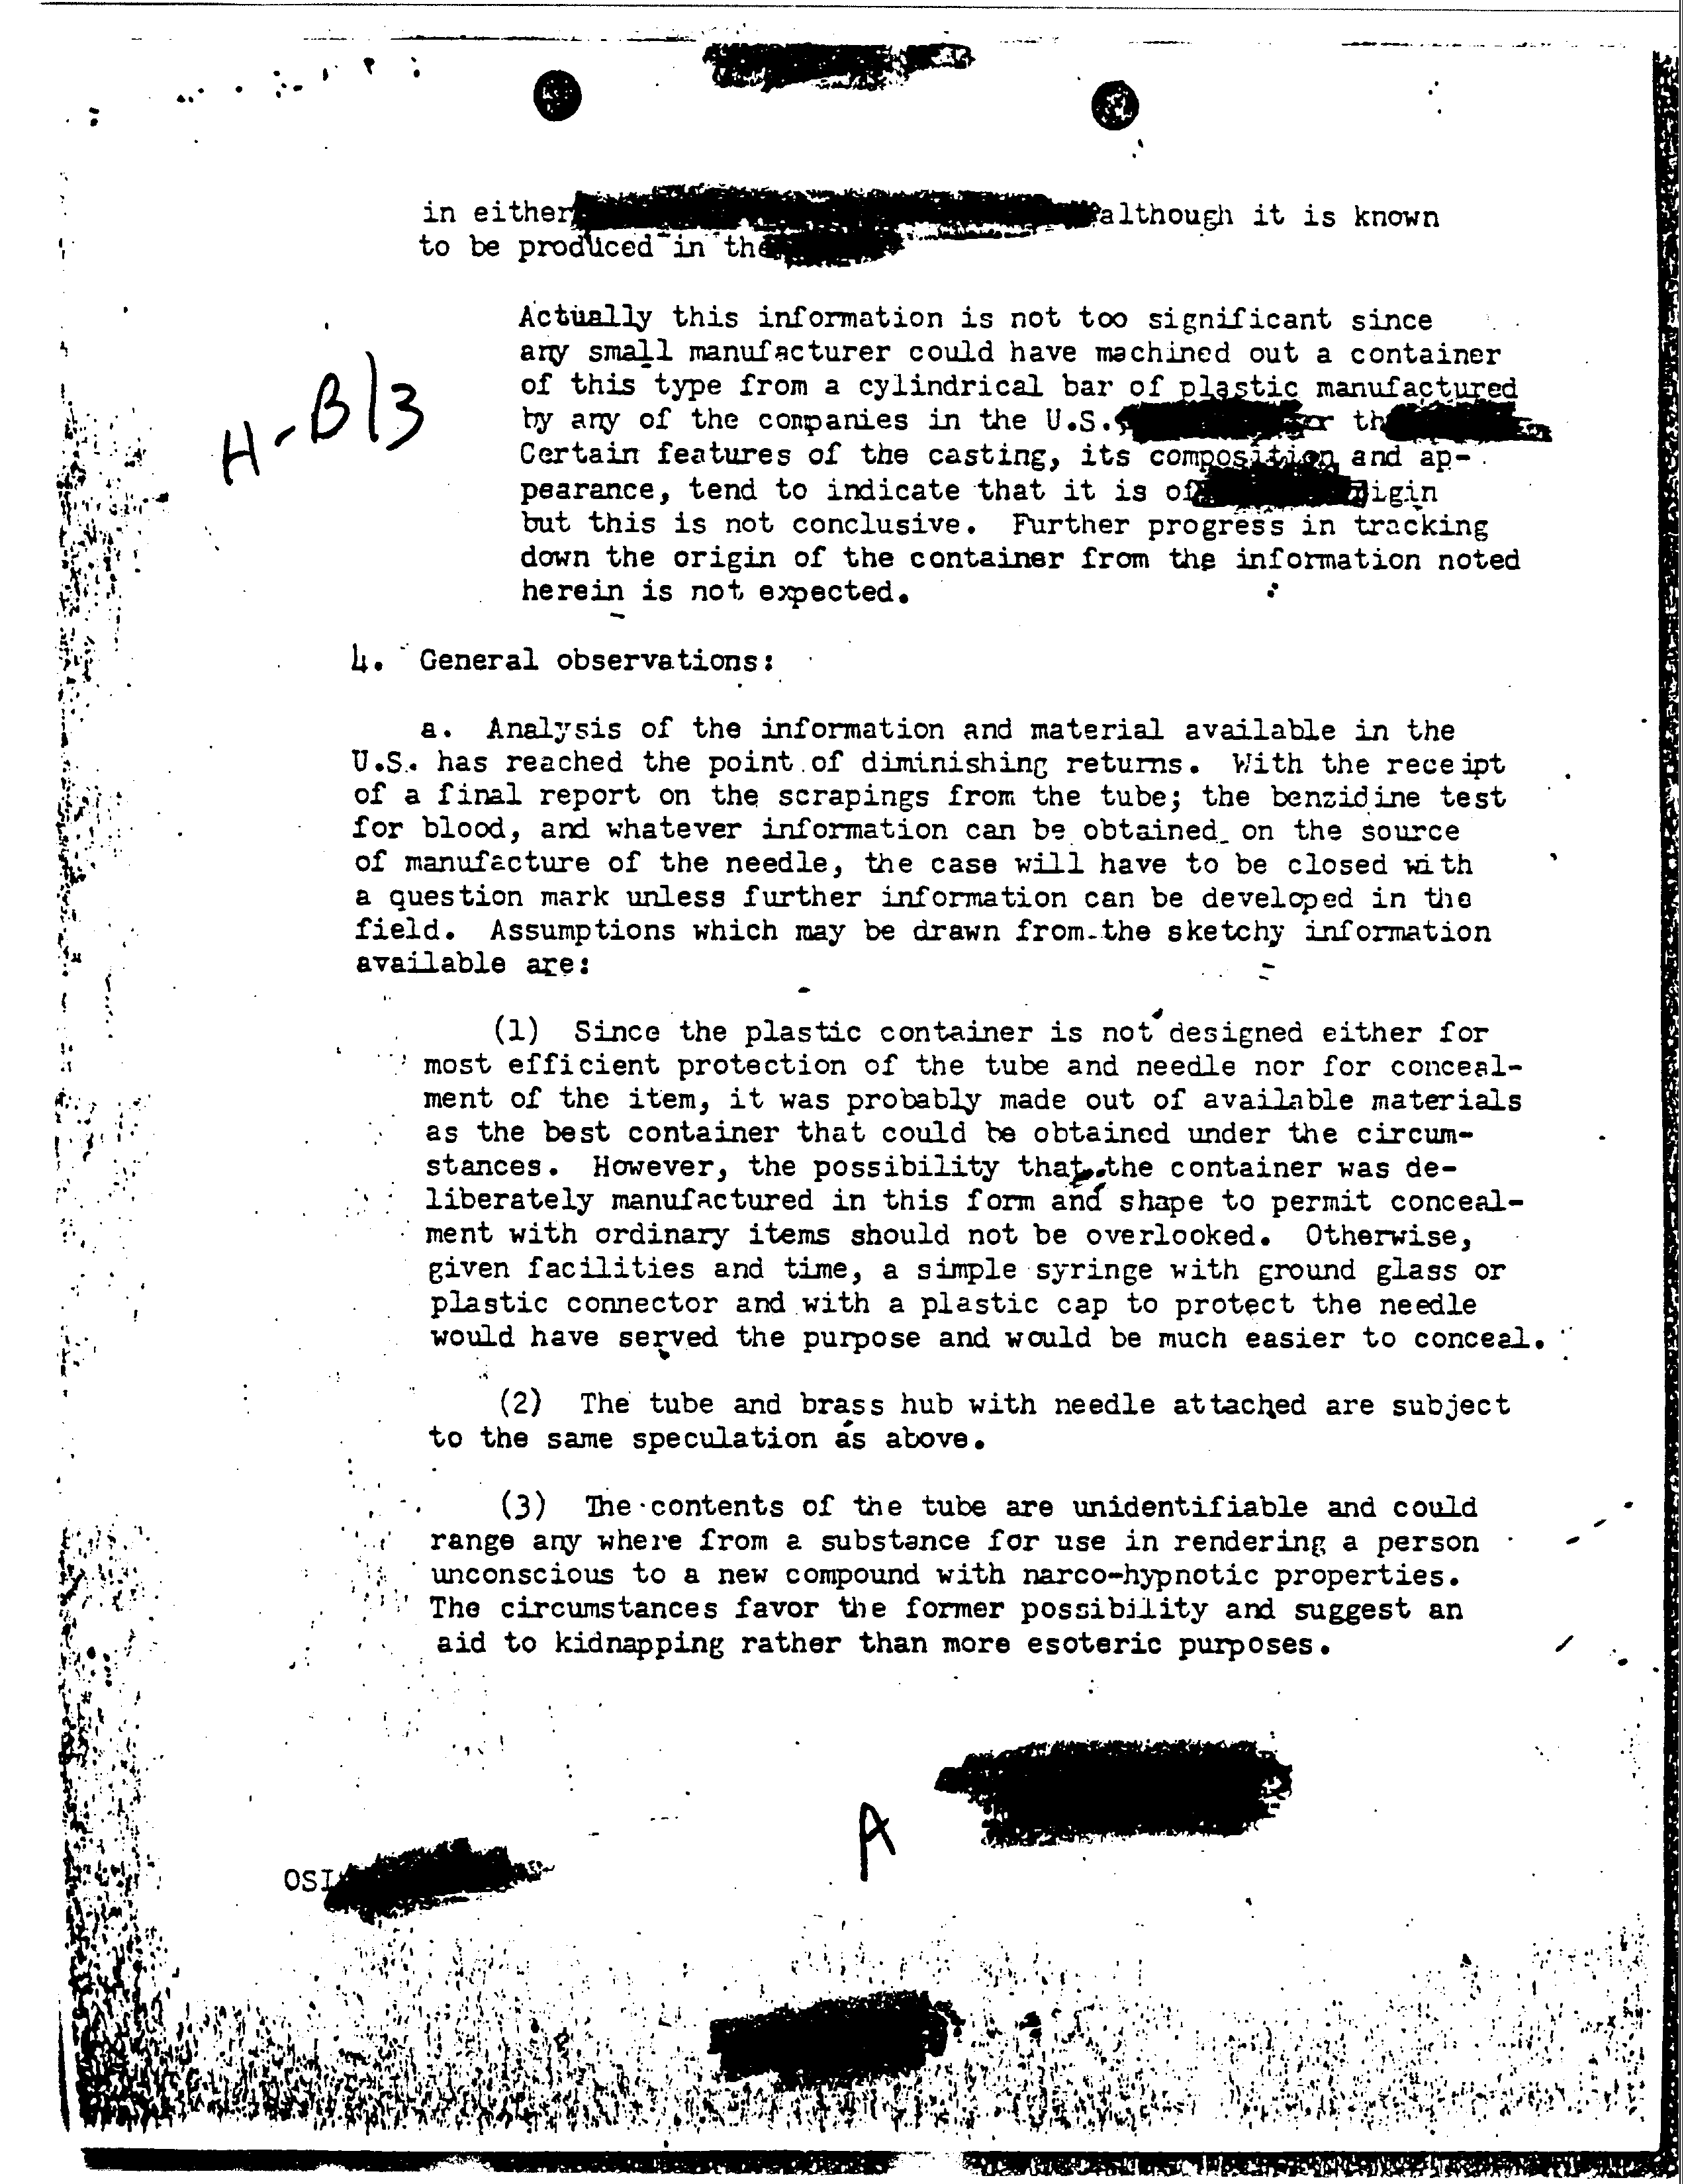 in either although it is known
to be produced in the
Actually this information is not too significant since
any small manufacturer could have machined out a container
of this type from a cylindrical bar of plastic manufactured
H-B/3
by any of the companies in the U.S.,
Certain features of the casting, its composition and ap-
pearance, tend to indicate that it is of
but this is not conclusive. Further progress in tracking
down the origin of the container from the information noted
herein is not expected.
4. General observations:
a. Analysis of the information and material available in the
U.S. has reached the point of diminishing returns. With the receipt
of a final report on the scrapings from the tube; the benzidine test
for blood, and whatever information can be obtained on the source
of manufacture of the needle, the case will have to be closed with
a question mark unless further information can be developed in the
field. Assumptions which may be drawn from the sketchy information
available are:
(1) Since the plastic container is not designed either for
most efficient protection of the tube and needle nor for conceal-
ment of the item, it was probably made out of available materials
as the best container that could be obtained under the circum-
stances. However, the possibility that the container was de-
liberately manufactured in this form and shape to permit conceal-
ment with ordinary items should not be overlooked. Otherwise,
given facilities and time, a simple syringe with ground glass or
plastic connector and with a plastic cap to protect the needle
would have served the purpose and would be much easier to conceal.
(2) The tube and brass hub with needle attached are subject
to the same speculation as above.
(3) The contents of the tube are unidentifiable and could
range any where from a substance for use in rendering a person
unconscious to a new compound with narco-hypnotic properties.
The circumstances favor the former possibility and suggest an
aid to kidnapping rather than more esoteric purposes.
A
OSI